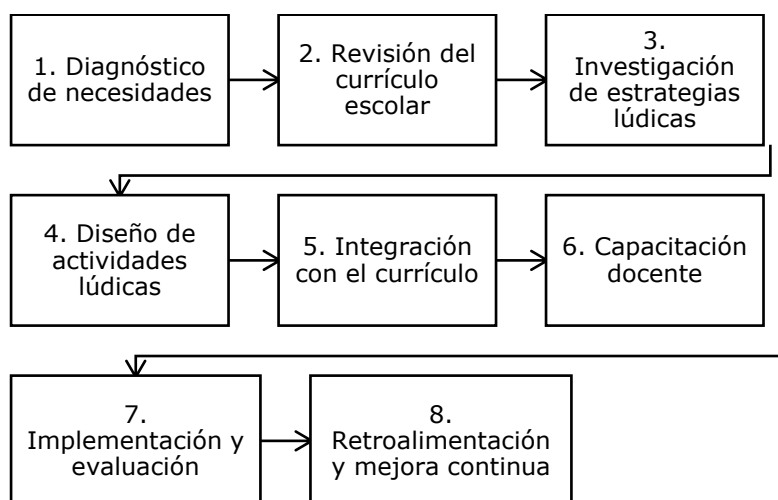 1. Diagnóstico
de necesidades
2. Revisión del
currículo
escolar
3.
Investigación
de estrategias
lúdicas
4. Diseño de
actividades
lúdicas
5. Integración
con el currículo
6. Capacitación
docente
7.
Implementación y
evaluación
8.
Retroalimentación
y mejora continua